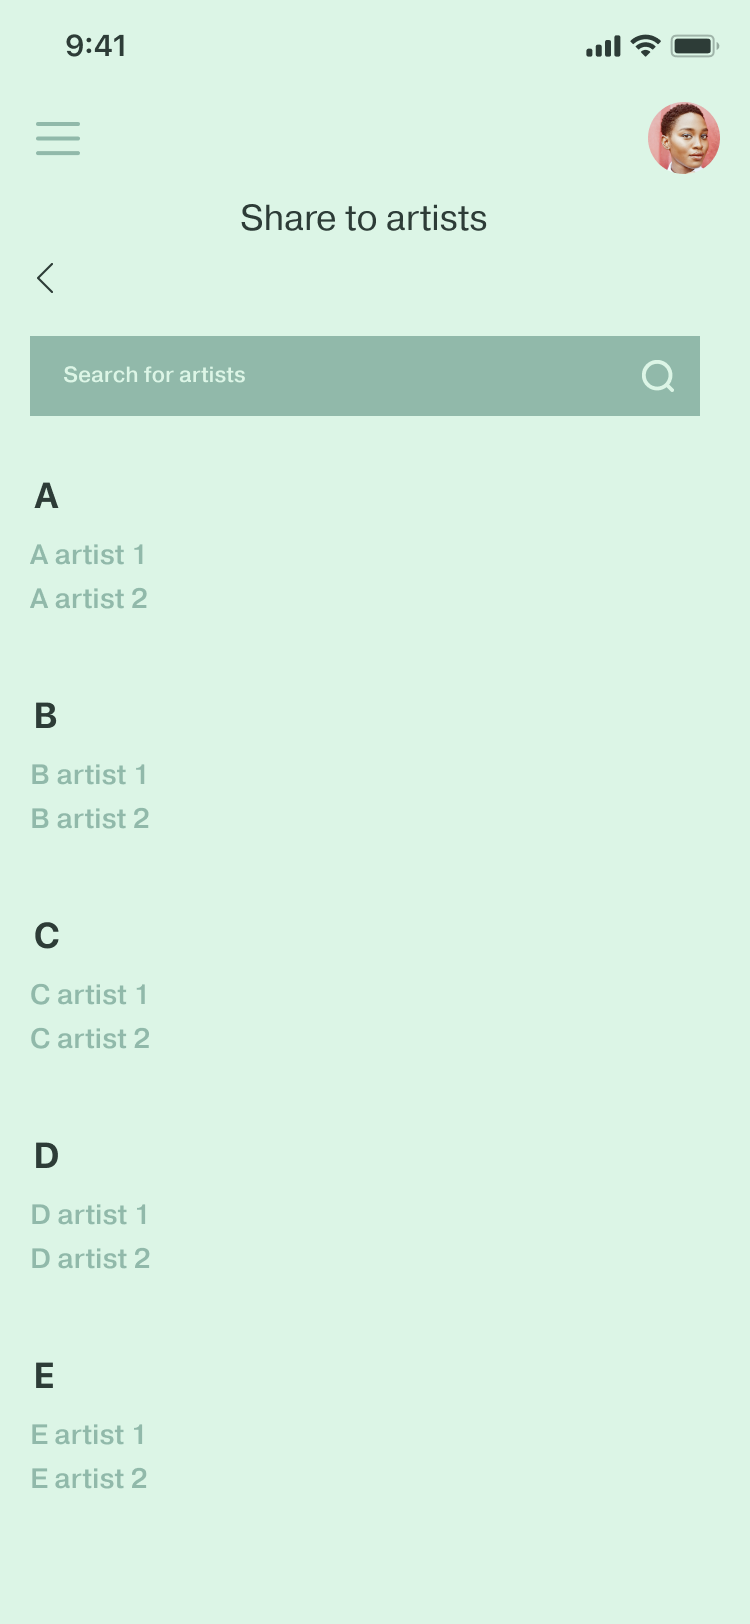 9:41
Share to artists
Search for artists
A
A artist 1
A artist 2
B
B artist 1
B artist 2
C
C artist 1
C artist 2
D
D artist 1
D artist 2
E
E artist 1
E artist 2